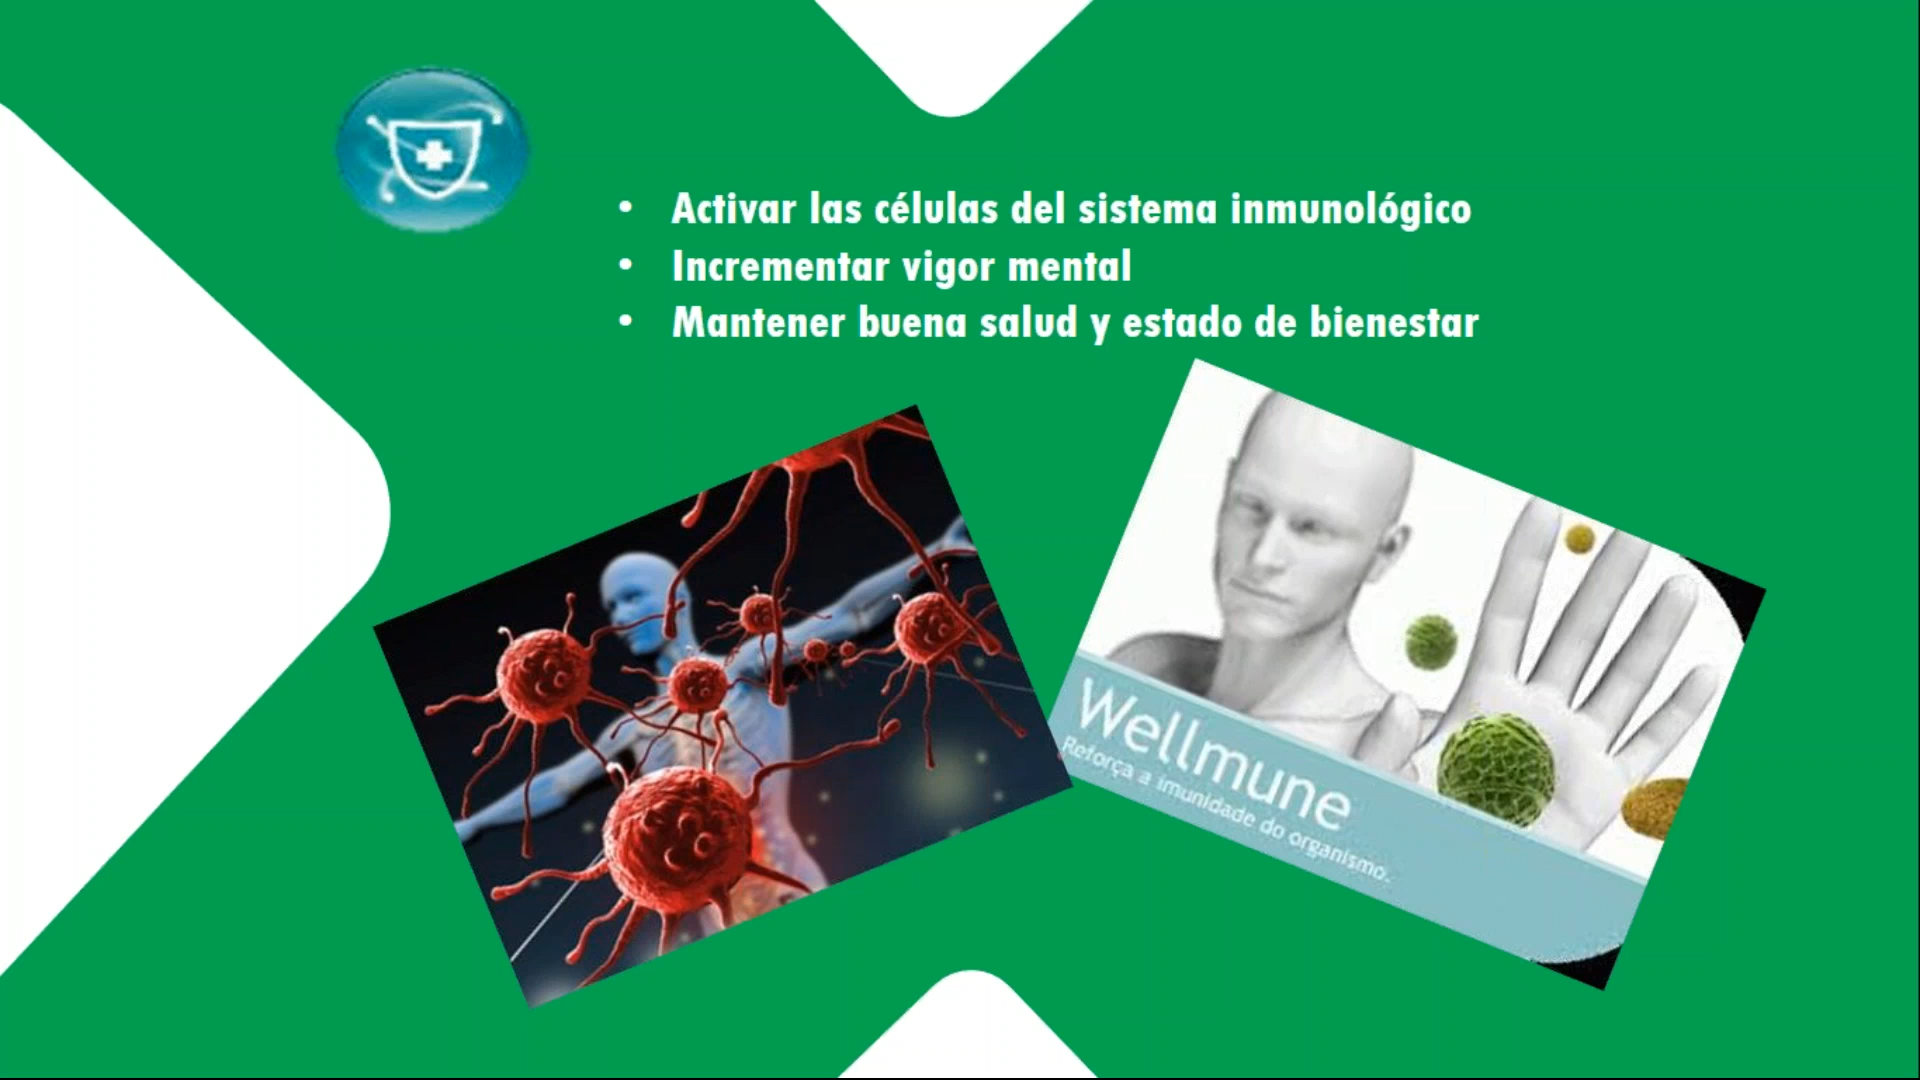 • Activar las células del sistema inmunológico
• Incrementar vigor mental
• Mantener buena salud y estado de bienestar
Wellmune
Reforça a imunidade do organismo.